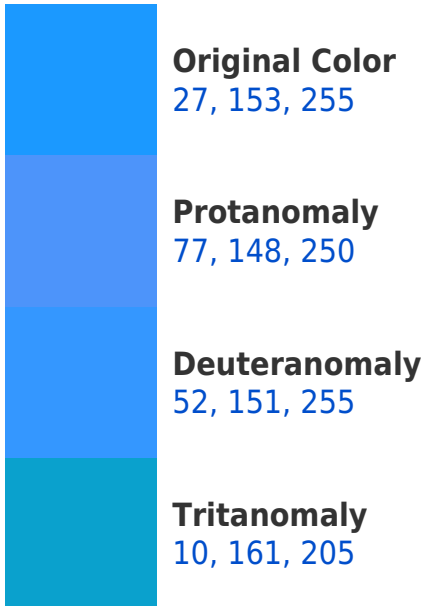 Original Color
27, 153, 255
Protanomaly
77, 148, 250
Deuteranomaly
52, 151, 255
Tritanomaly
10, 161, 205